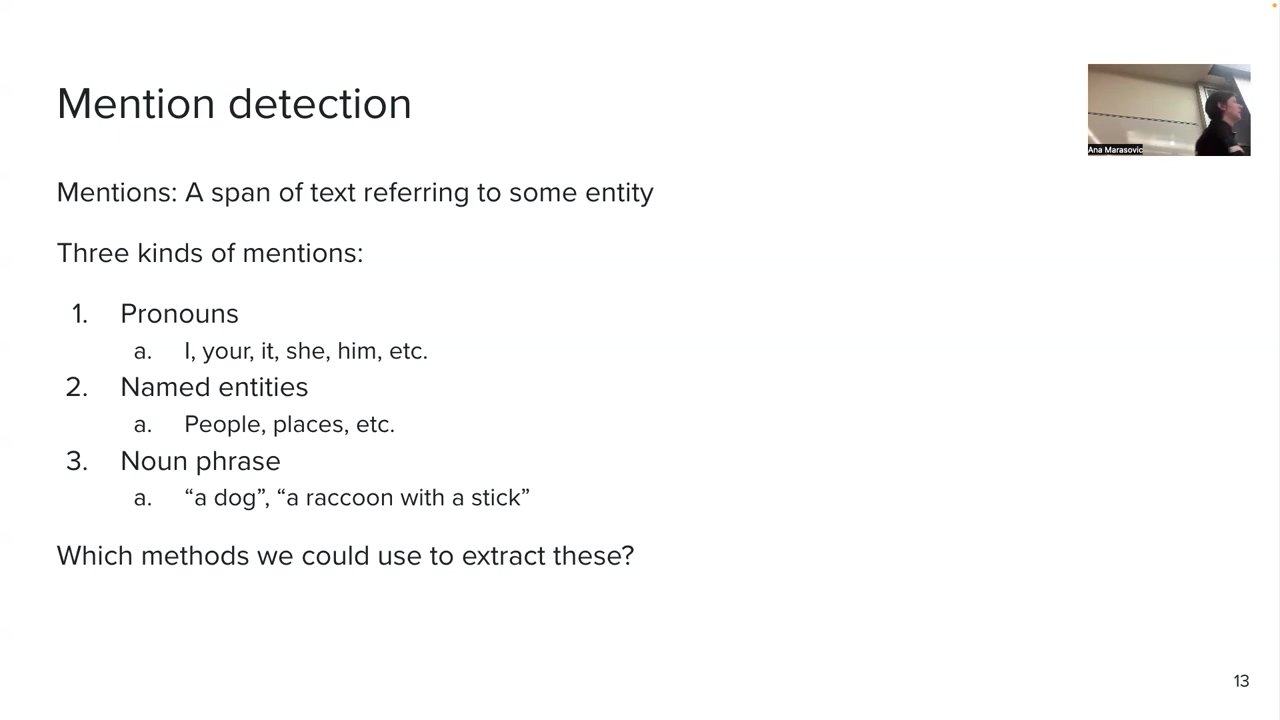 Mention detection
Ana Marasovic
Mentions: A span of text referring to some entity
Three kinds of mentions:
1. Pronouns
a. I, your, it, she, him, etc.
2. Named entities
a. People, places, etc.
3. Noun phrase
a. “a dog”, “a raccoon with a stick”
Which methods we could use to extract these?
13